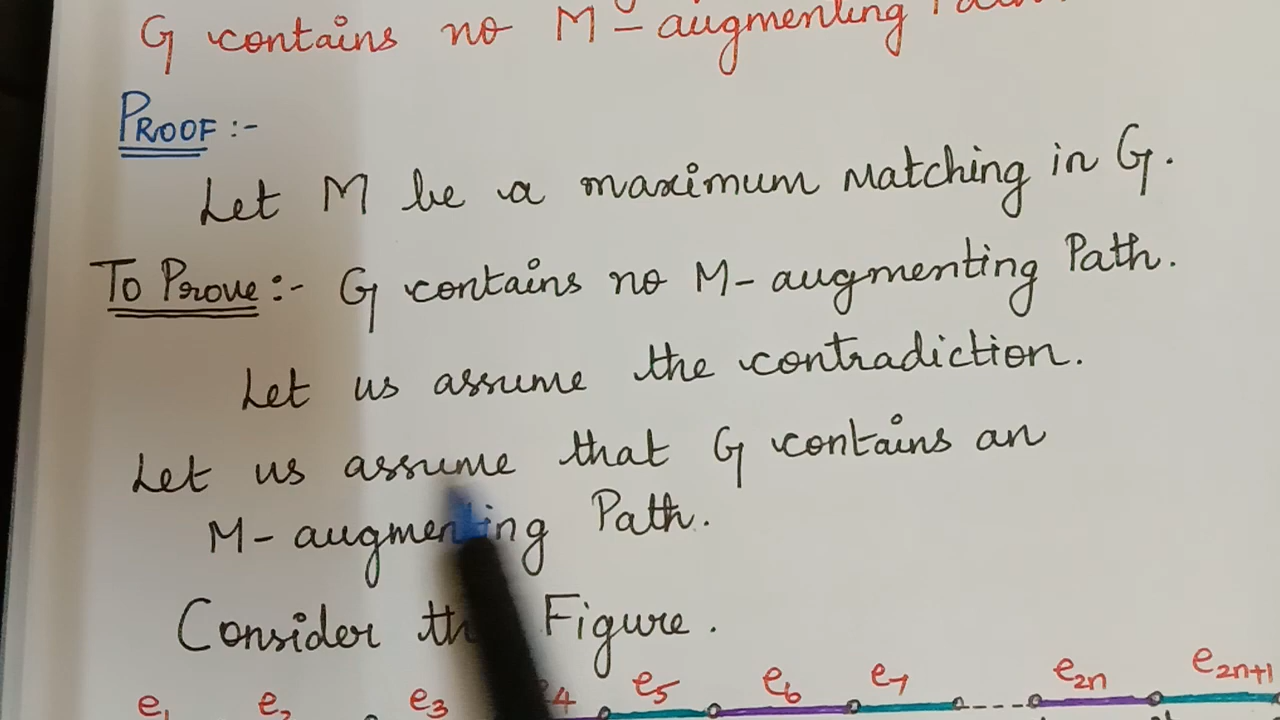 G contains no M-augmenting Path.
PROOF :-
Let M be a maximum Matching in G.
To Prove :- G contains no M-augmenting Path.
Let us assume the contradiction.
Let us assume that G contains an
M-augmenting Path.
Consider Figure.
e1 e2 e3 e5 e6 e7 e2n e2n+1